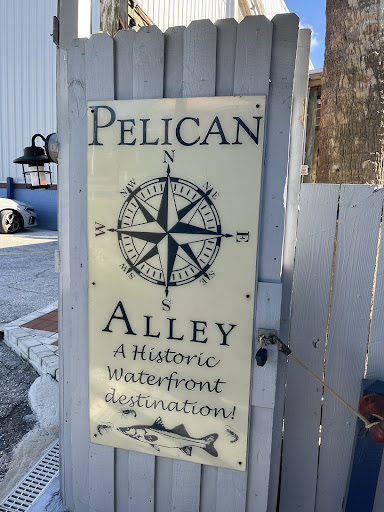 PELICAN
N
NW NE
W E
SW SE
S
ALLEY
A Historic
Waterfront
destination!